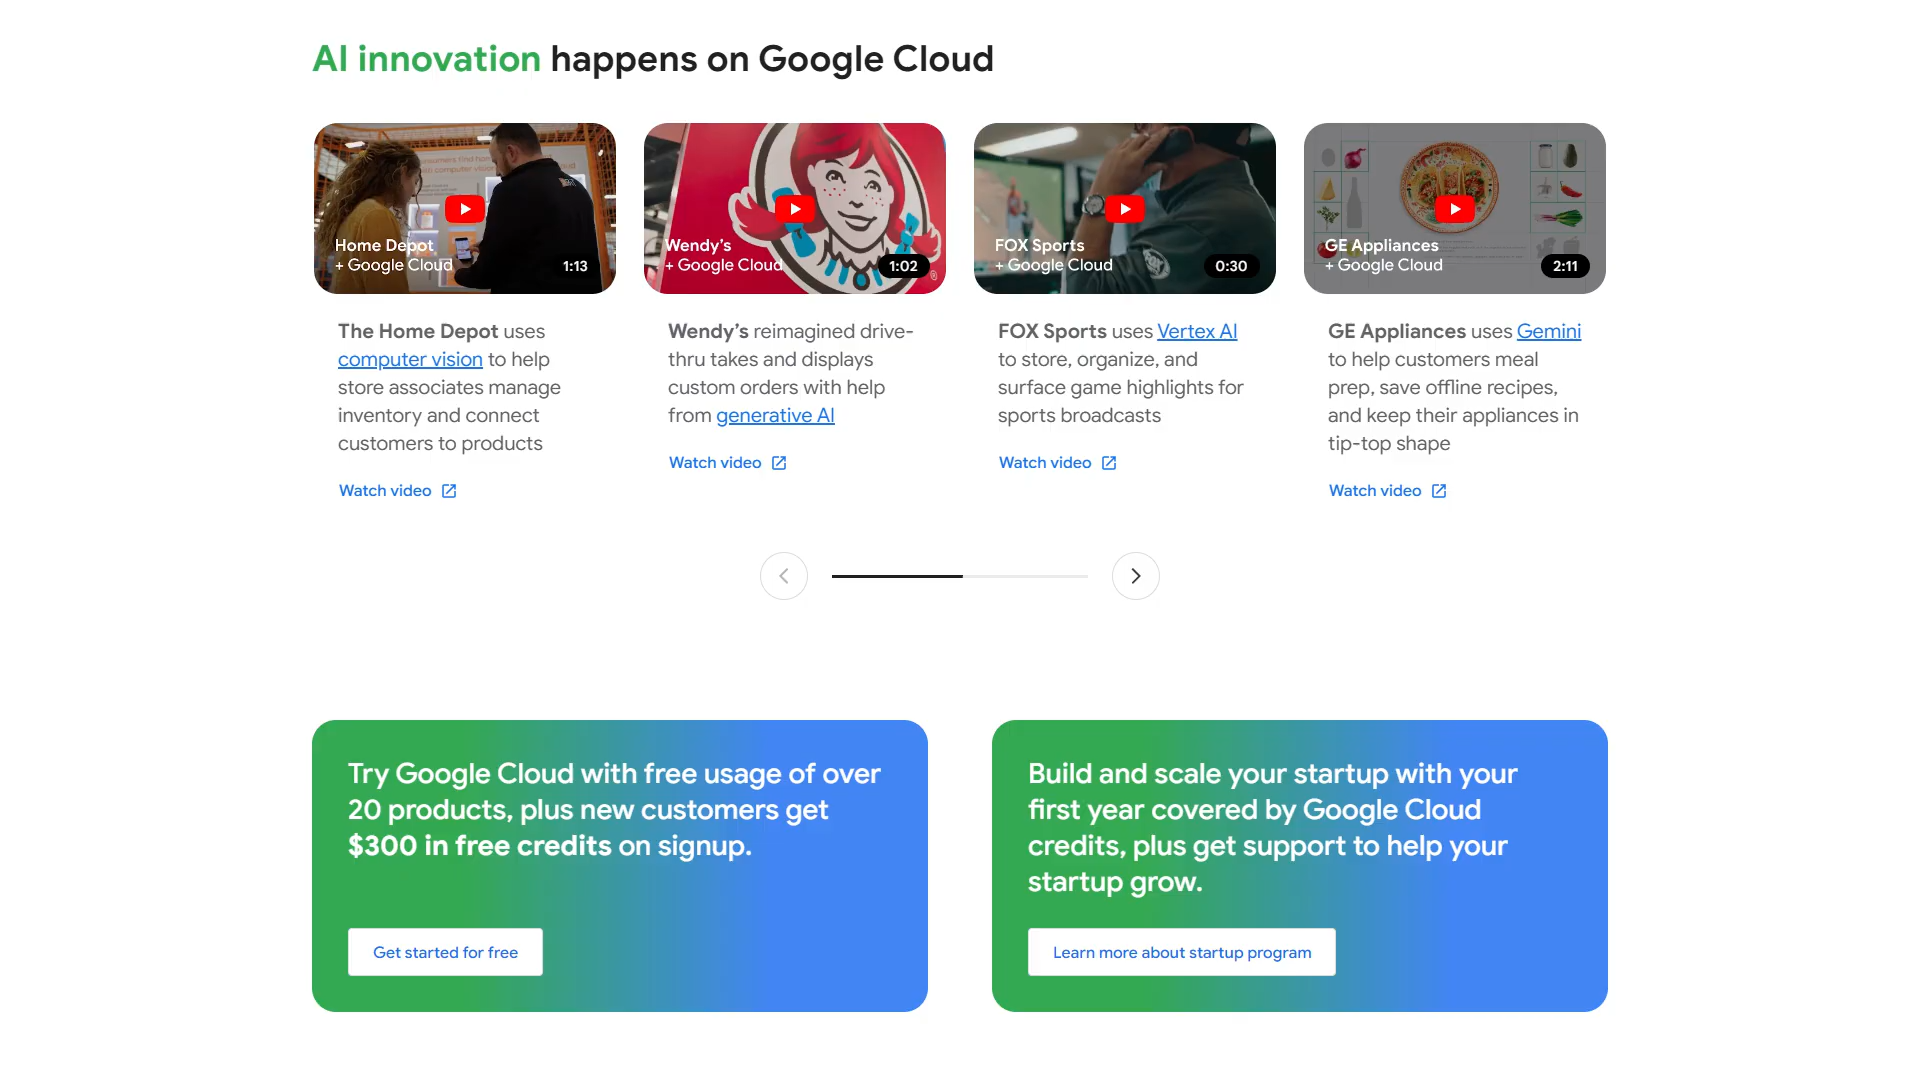 AI innovation happens on Google Cloud
Home Depot
+ Google Cloud
1:13
Wendy’s
+ Google Cloud
1:02
®
FOX Sports
+ Google Cloud
0:30
GE Appliances
+ Google Cloud
2:11
The Home Depot uses
computer vision to help
store associates manage
inventory and connect
customers to products
Watch video
Wendy’s reimagined drive-
thru takes and displays
custom orders with help
from generative AI
Watch video
FOX Sports uses Vertex AI
to store, organize, and
surface game highlights for
sports broadcasts
Watch video
GE Appliances uses Gemini
to help customers meal
prep, save offline recipes,
and keep their appliances in
tip-top shape
Watch video
Try Google Cloud with free usage of over
20 products, plus new customers get
$300 in free credits on signup.
Get started for free
Build and scale your startup with your
first year covered by Google Cloud
credits, plus get support to help your
startup grow.
Learn more about startup program